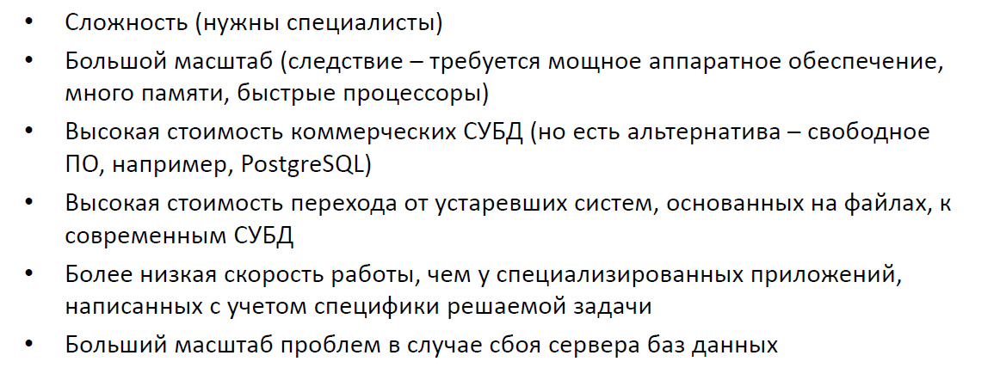 • Сложность (нужны специалисты)
• Большой масштаб (следствие – требуется мощное аппаратное обеспечение,
много памяти, быстрые процессоры)
• Высокая стоимость коммерческих СУБД (но есть альтернатива – свободное
ПО, например, PostgreSQL)
• Высокая стоимость перехода от устаревших систем, основанных на файлах, к
современным СУБД
• Более низкая скорость работы, чем у специализированных приложений,
написанных с учетом специфики решаемой задачи
• Больший масштаб проблем в случае сбоя сервера баз данных